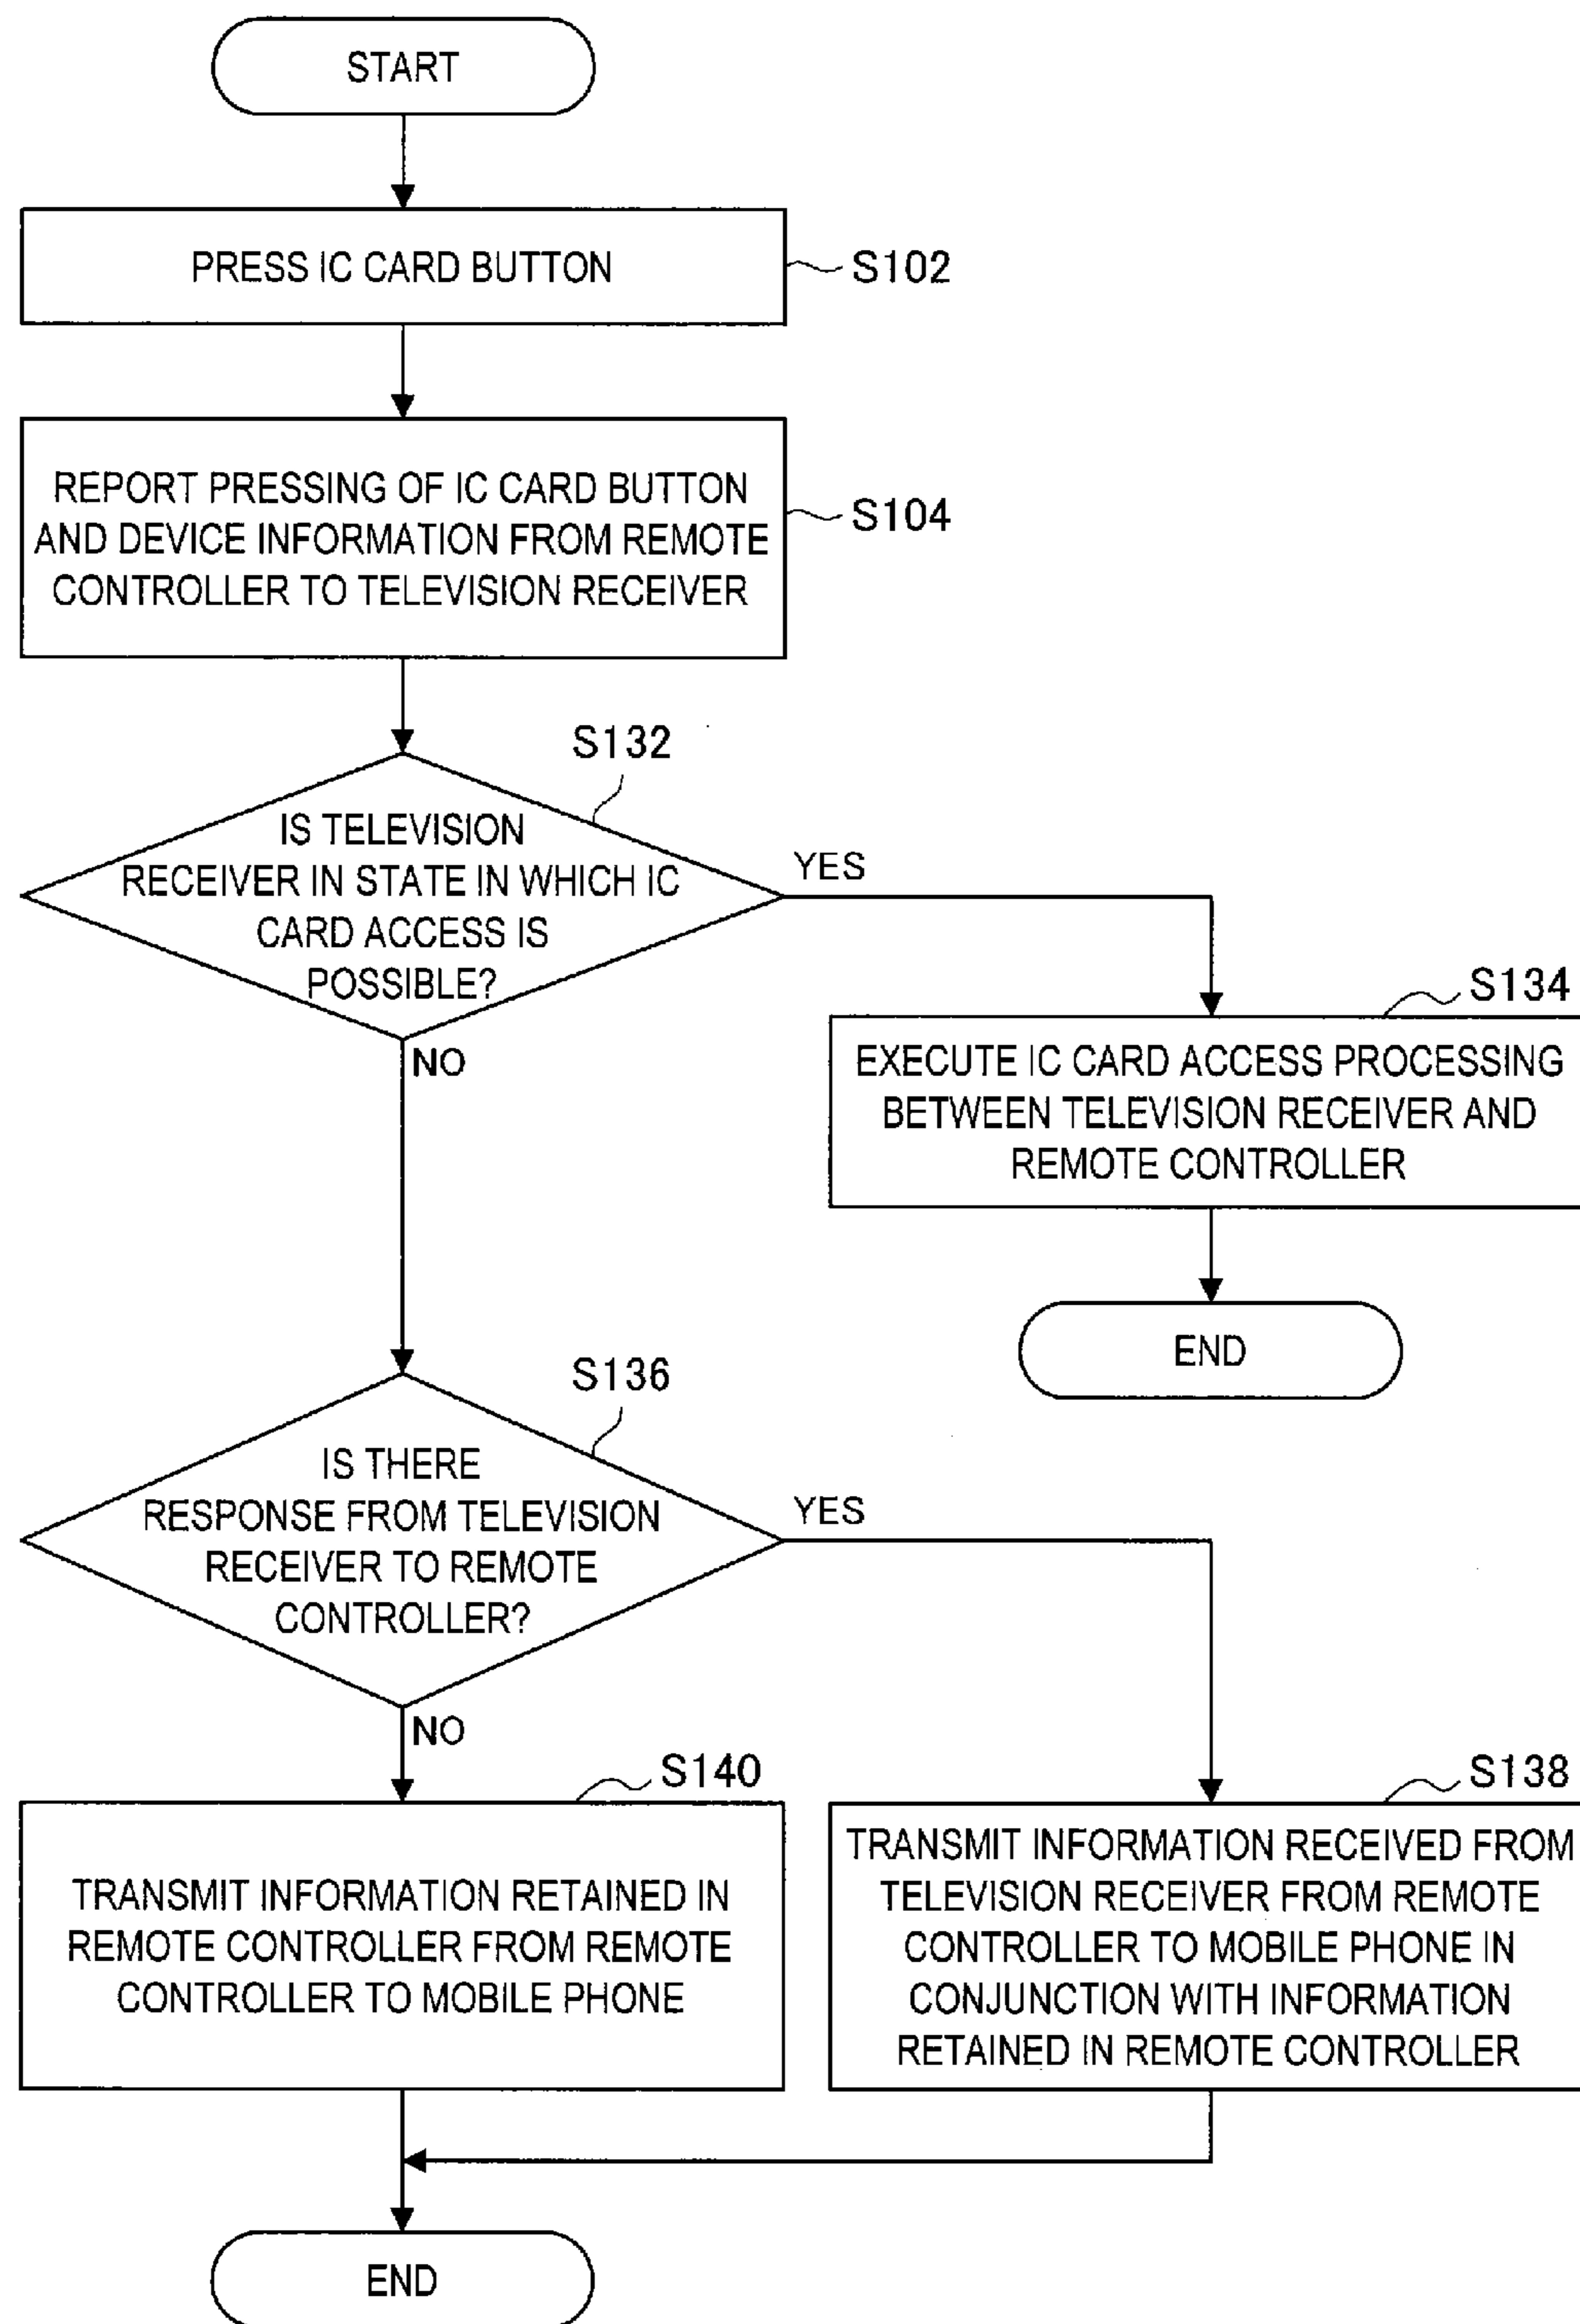 START
PRESS IC CARD BUTTON
S102
REPORT PRESSING OF IC CARD BUTTON
AND DEVICE INFORMATION FROM REMOTE
CONTROLLER TO TELEVISION RECEIVER
S104
S132
IS TELEVISION
RECEIVER IN STATE IN WHICH IC
CARD ACCESS IS
POSSIBLE?
YES
NO
S134
EXECUTE IC CARD ACCESS PROCESSING
BETWEEN TELEVISION RECEIVER AND
REMOTE CONTROLLER
END
S136
IS THERE
RESPONSE FROM TELEVISION
RECEIVER TO REMOTE
CONTROLLER?
YES
NO
S140
TRANSMIT INFORMATION RETAINED IN
REMOTE CONTROLLER FROM REMOTE
CONTROLLER TO MOBILE PHONE
S138
TRANSMIT INFORMATION RECEIVED FROM
TELEVISION RECEIVER FROM REMOTE
CONTROLLER TO MOBILE PHONE IN
CONJUNCTION WITH INFORMATION
RETAINED IN REMOTE CONTROLLER
END